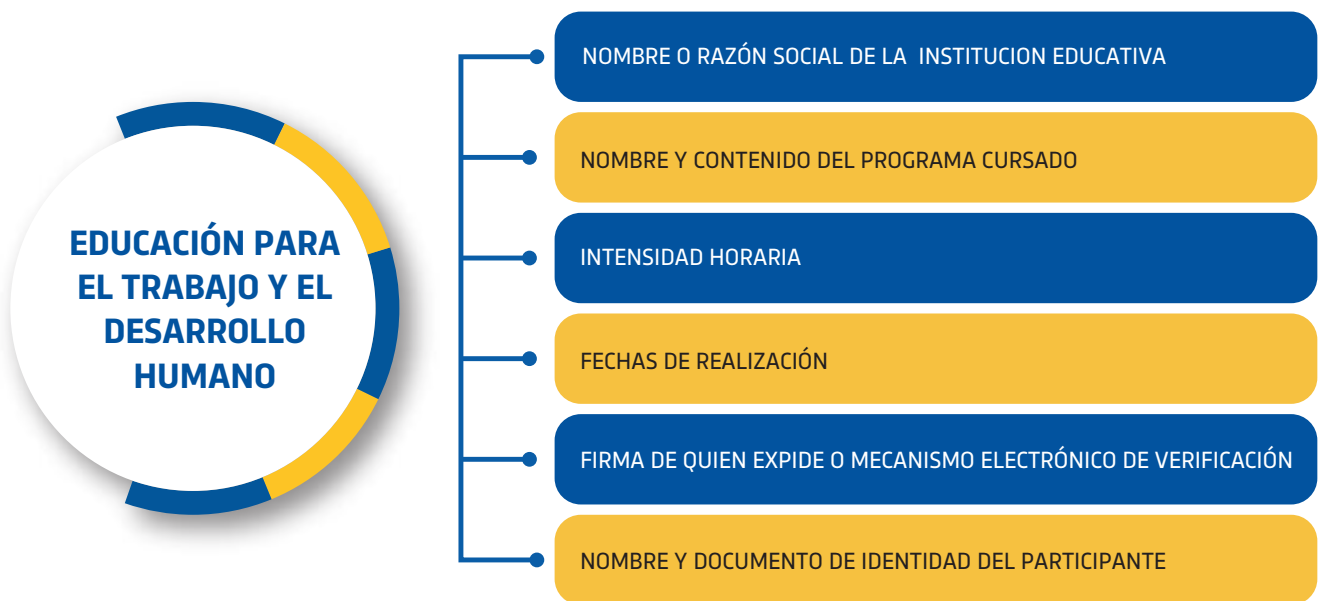 EDUCACIÓN PARA
EL TRABAJO Y EL
DESARROLLO
HUMANO
NOMBRE O RAZÓN SOCIAL DE LA INSTITUCION EDUCATIVA
NOMBRE Y CONTENIDO DEL PROGRAMA CURSADO
INTENSIDAD HORARIA
FECHAS DE REALIZACIÓN
FIRMA DE QUIEN EXPIDE O MECANISMO ELECTRÓNICO DE VERIFICACIÓN
NOMBRE Y DOCUMENTO DE IDENTIDAD DEL PARTICIPANTE